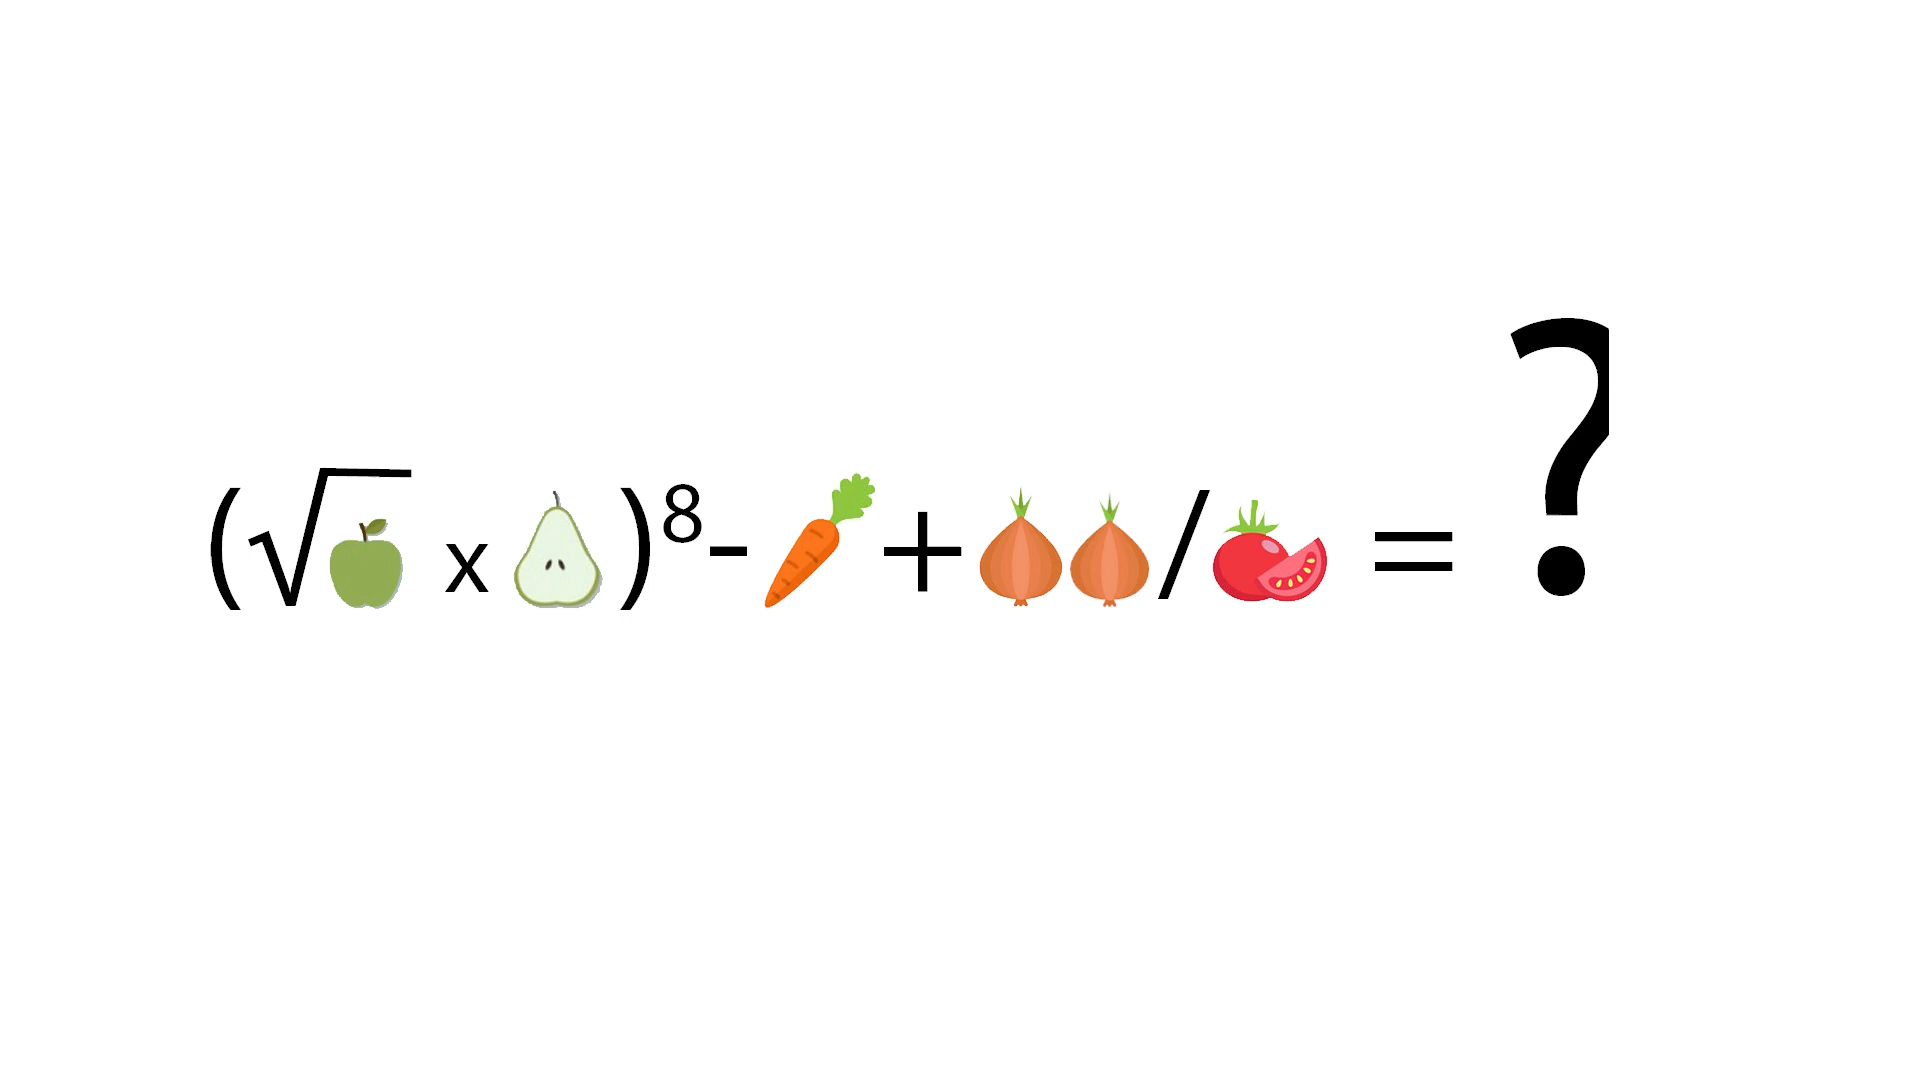 (√🍏 x 🍐)⁸-🥕+🧅🧅/🍅 = ?